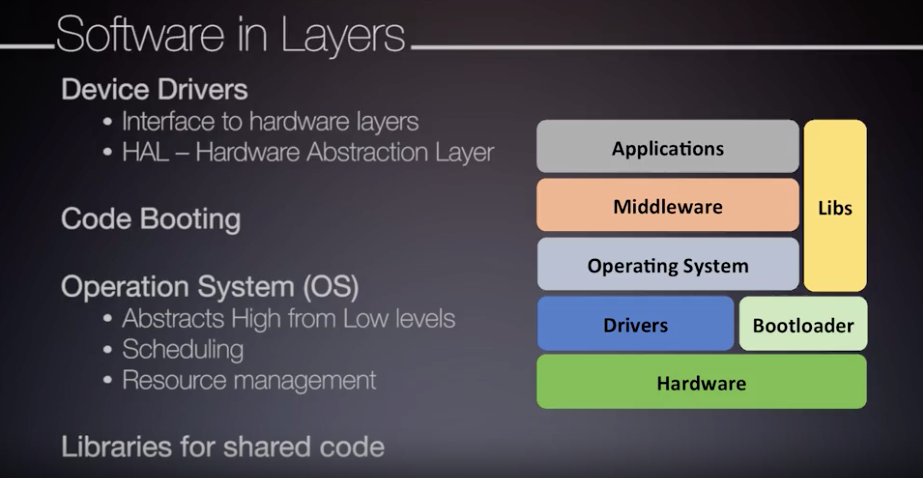 Software in Layers
Device Drivers
• Interface to hardware layers
• HAL – Hardware Abstraction Layer
Code Booting
Operation System (OS)
• Abstracts High from Low levels
• Scheduling
• Resource management
Libraries for shared code
Applications
Middleware
Libs
Operating System
Drivers
Bootloader
Hardware